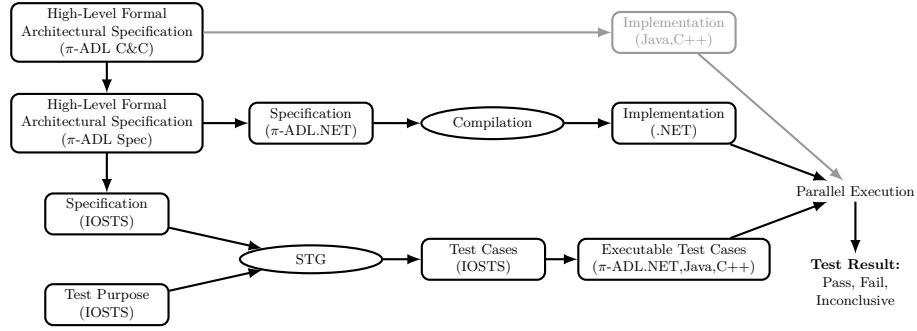 High-Level Formal
Architectural Specification
(π-ADL C&C)
Implementation
(Java,C++)
High-Level Formal
Architectural Specification
(π-ADL Spec)
Specification
(π-ADL.NET)
Compilation
Implementation
(.NET)
Parallel Execution
Specification
(IOSTS)
STG
Test Cases
(IOSTS)
Executable Test Cases
(π-ADL.NET,Java,C++)
Test Result:
Pass, Fail,
Inconclusive
Test Purpose
(IOSTS)